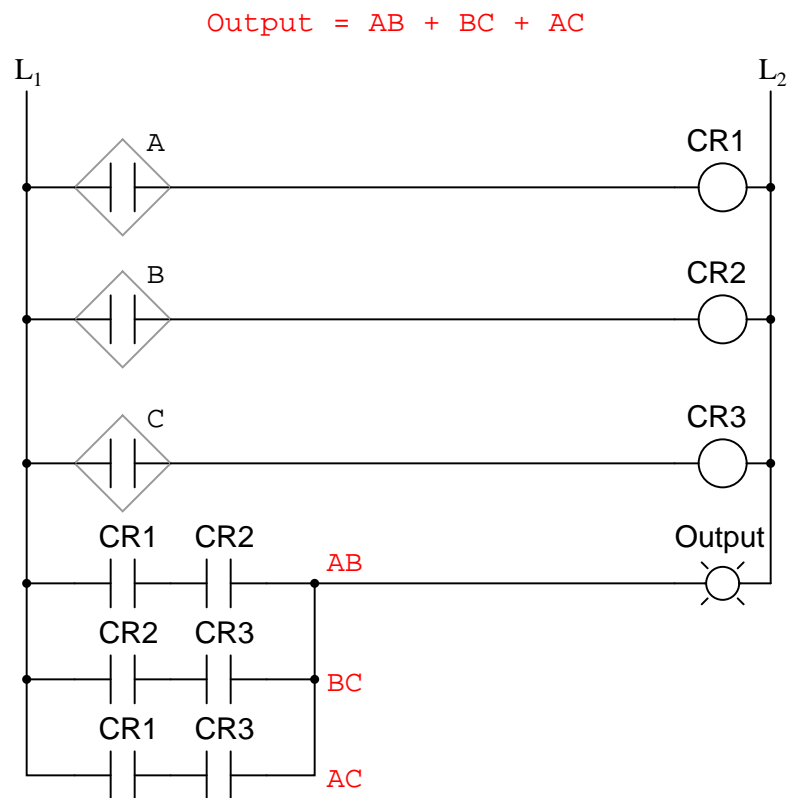 Output = AB + BC + AC
L1 L2
A CR1
B CR2
C CR3
CR1 CR2 AB Output
CR2 CR3 BC
CR1 CR3 AC